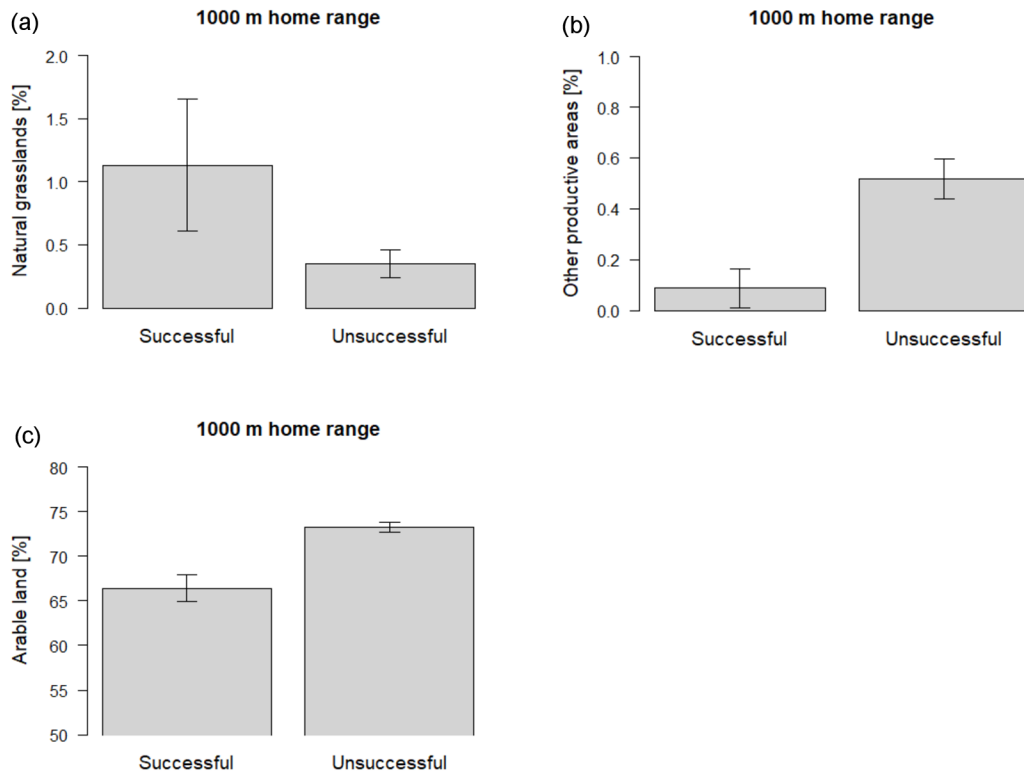 (a)
1000 m home range
Natural grasslands [%]
2.0
1.5
1.0
0.5
0.0
Successful Unsuccessful
(b)
1000 m home range
Other productive areas [%]
1.0
0.8
0.6
0.4
0.2
0.0
Successful Unsuccessful
(c)
1000 m home range
Arable land [%]
80
75
70
65
60
55
50
Successful Unsuccessful